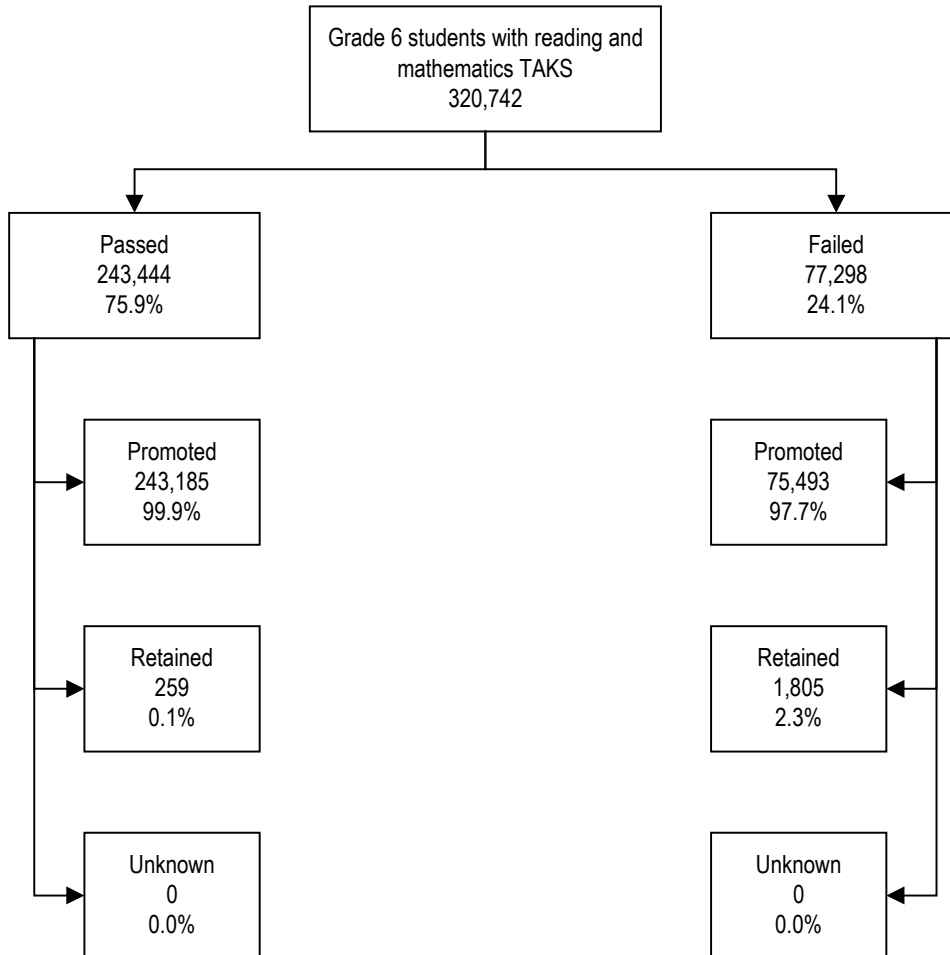 Grade 6 students with reading and
mathematics TAKS
320,742
Passed
243,444
75.9%
Failed
77,298
24.1%
Promoted
243,185
99.9%
Promoted
75,493
97.7%
Retained
259
0.1%
Retained
1,805
2.3%
Unknown
0
0.0%
Unknown
0
0.0%